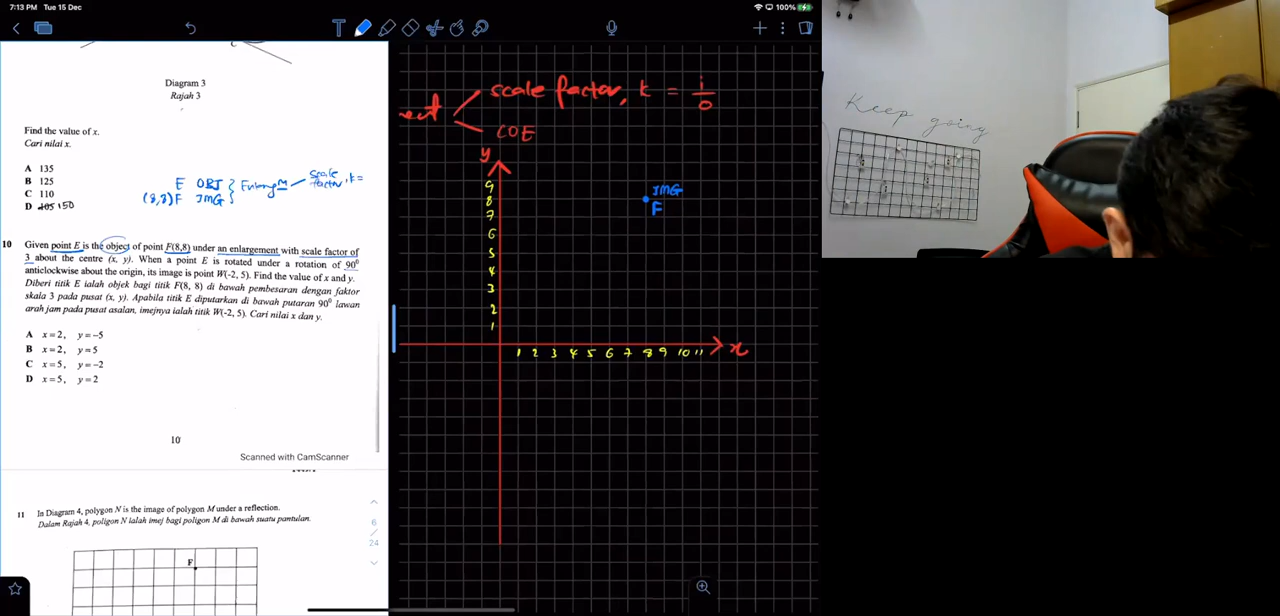 7:13 PM Tue 15 Dec
100%
C
Diagram 3
Rajah 3
Find the value of x.
Cari nilai x.
A 135
B 125
C 110
D 105 150
E OBJ } Enlargm scale factor, k =
(8,8) F IMG
10 Given point E is the object of point F(8,8) under an enlargement with scale factor of
3 about the centre (x, y). When a point E is rotated under a rotation of 90⁰
anticlockwise about the origin, its image is point W(-2, 5). Find the value of x and y.
Diberi titik E ialah objek bagi titik F(8, 8) di bawah pembesaran dengan faktor
skala 3 pada pusat (x, y). Apabila titik E diputarkan di bawah putaran 90⁰ lawan
arah jam pada pusat asalan, imejnya ialah titik W(-2, 5). Cari nilai x dan y.
A x=2, y=-5
B x=2, y=5
C x=5, y=-2
D x=5, y=2
10
Scanned with CamScanner
11 In Diagram 4, polygon N is the image of polygon M under a reflection.
Dalam Rajah 4, poligon N ialah imej bagi poligon M di bawah suatu pantulan.
F
6
/
24
scale factor, k = i/o
COE
y
9
8
7
6
5
4
3
2
1
IMG
F
1 2 3 4 5 6 7 8 9 10 11 x
Keep going